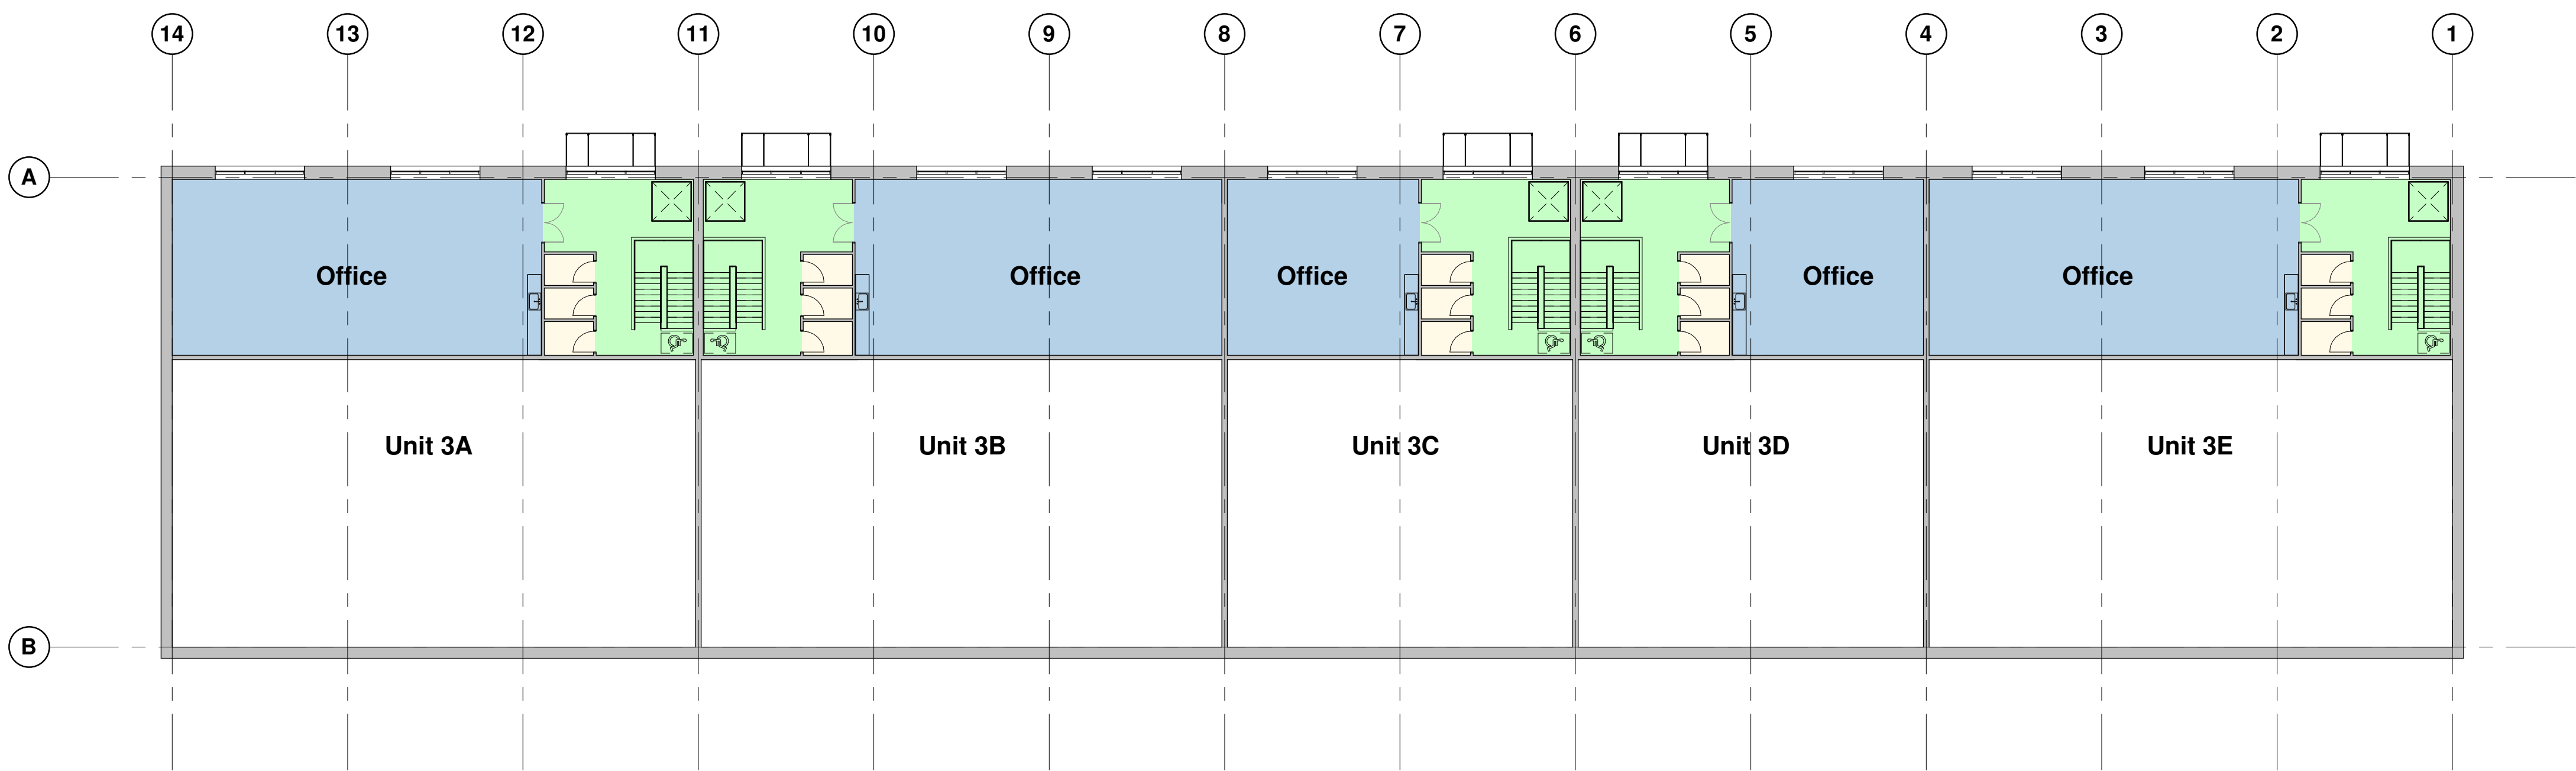 14 13 12 11 10 9 8 7 6 5 4 3 2 1
A
Office Office Office Office Office
Unit 3A Unit 3B Unit 3C Unit 3D Unit 3E
B